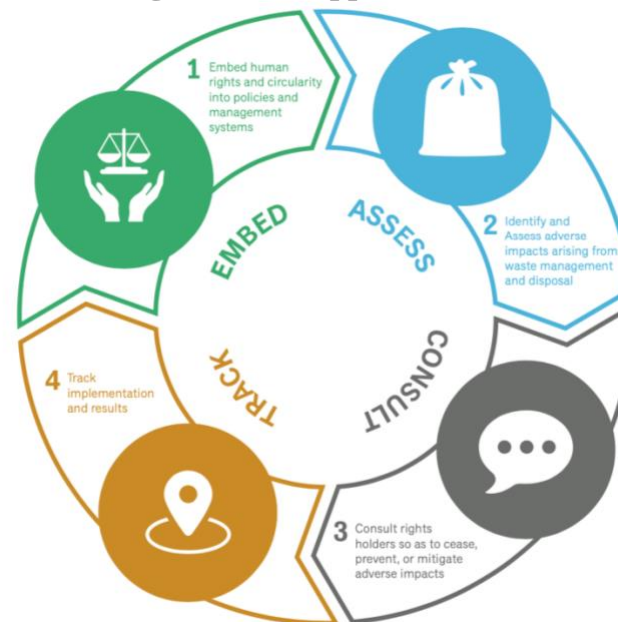 1 Embed human
rights and circularity
into policies and
management
systems
EMBED
ASSESS
2 Identify and
Assess adverse
impacts arising from
waste management
and disposal
CONSULT
3 Consult rights
holders so as to cease,
prevent, or mitigate
adverse impacts
TRACK
4 Track
implementation
and results